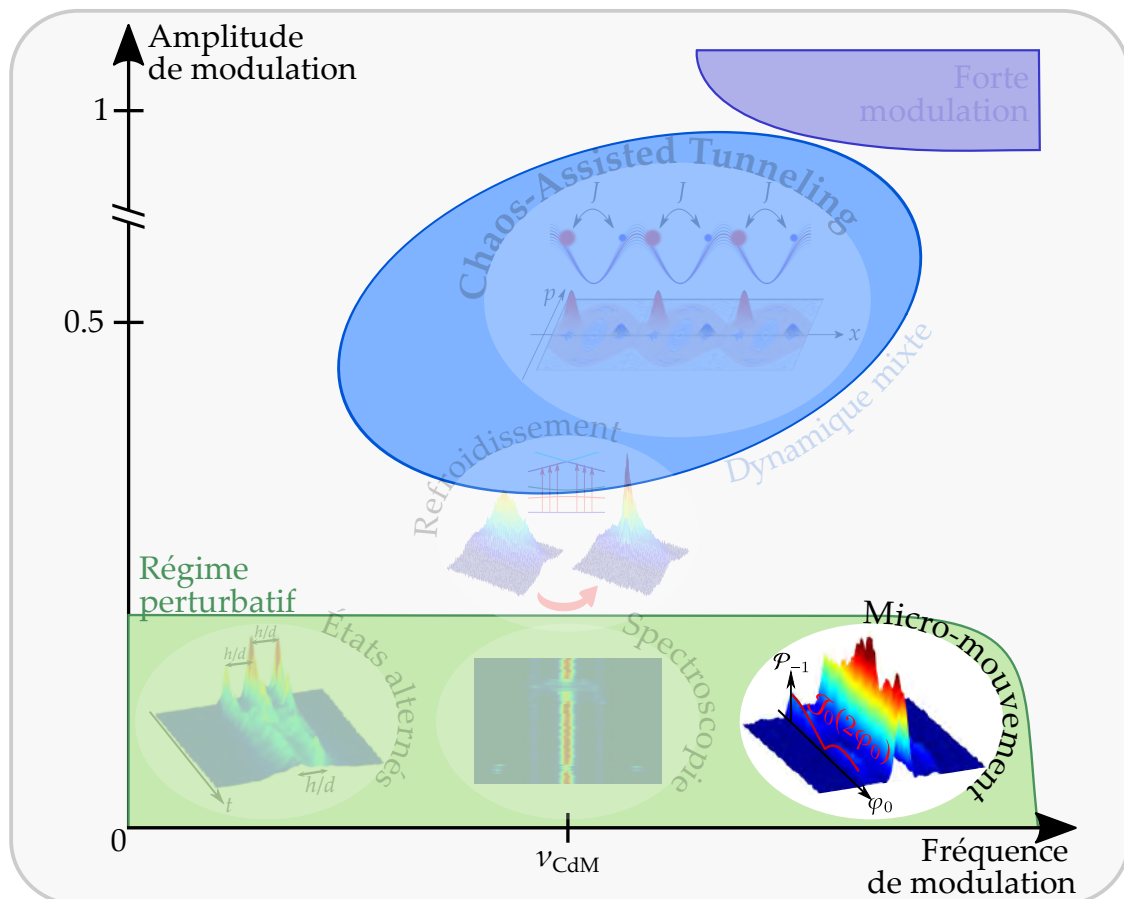 Amplitude
de modulation
1
Forte
modulation
Chaos-Assisted Tunneling
J J J
p
x
0.5
Dynamique mixte
Refroidissement
Régime
perturbatif
États alternés
h/d
h/d
h/d
t
Spectroscopie
Micro-mouvement
𝒫₋₁
𝒥₀(2φ₀)
φ₀
0
ν_CdM
Fréquence
de modulation